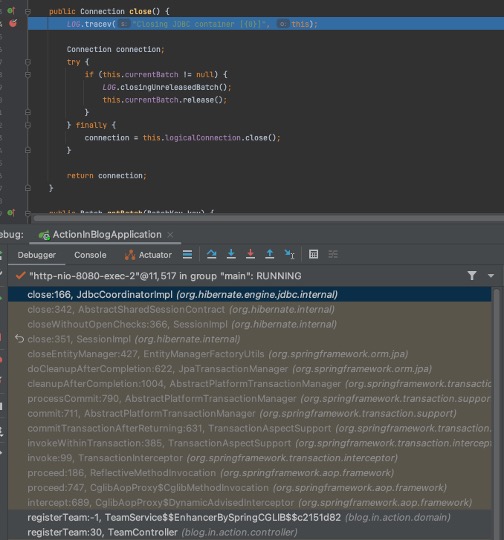 public Connection close() {
LOG.tracev( s: "Closing JDBC container [{0}]", o: this);
Connection connection;
try {
if (this.currentBatch != null) {
LOG.closingUnreleasedBatch();
this.currentBatch.release();
}
} finally {
connection = this.logicalConnection.close();
}
return connection;
}
public Batch getBatch(BatchKey key) {
ebug: ActionInBlogApplication ×
Debugger Console Actuator
"http-nio-8080-exec-2"@11,517 in group "main": RUNNING
close:166, JdbcCoordinatorImpl (org.hibernate.engine.jdbc.internal)
close:342, AbstractSharedSessionContract (org.hibernate.internal)
closeWithoutOpenChecks:366, SessionImpl (org.hibernate.internal)
close:351, SessionImpl (org.hibernate.internal)
closeEntityManager:427, EntityManagerFactoryUtils (org.springframework.orm.jpa)
doCleanupAfterCompletion:622, JpaTransactionManager (org.springframework.orm.jpa)
cleanupAfterCompletion:1004, AbstractPlatformTransactionManager (org.springframework.transactio
processCommit:790, AbstractPlatformTransactionManager (org.springframework.transaction.suppor
commit:711, AbstractPlatformTransactionManager (org.springframework.transaction.support)
commitTransactionAfterReturning:631, TransactionAspectSupport (org.springframework.transaction
invokeWithinTransaction:385, TransactionAspectSupport (org.springframework.transaction.intercept
invoke:99, TransactionInterceptor (org.springframework.transaction.interceptor)
proceed:186, ReflectiveMethodInvocation (org.springframework.aop.framework)
proceed:747, CglibAopProxy$CglibMethodInvocation (org.springframework.aop.framework)
intercept:689, CglibAopProxy$DynamicAdvisedInterceptor (org.springframework.aop.framework)
registerTeam:-1, TeamService$$EnhancerBySpringCGLIB$$c2151d82 (blog.in.action.domain)
registerTeam:30, TeamController (blog.in.action.controller)